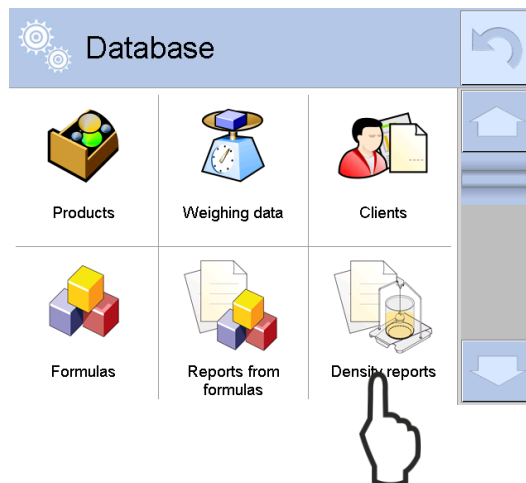 Database
Products
Weighing data
Clients
Formulas
Reports from
formulas
Density reports